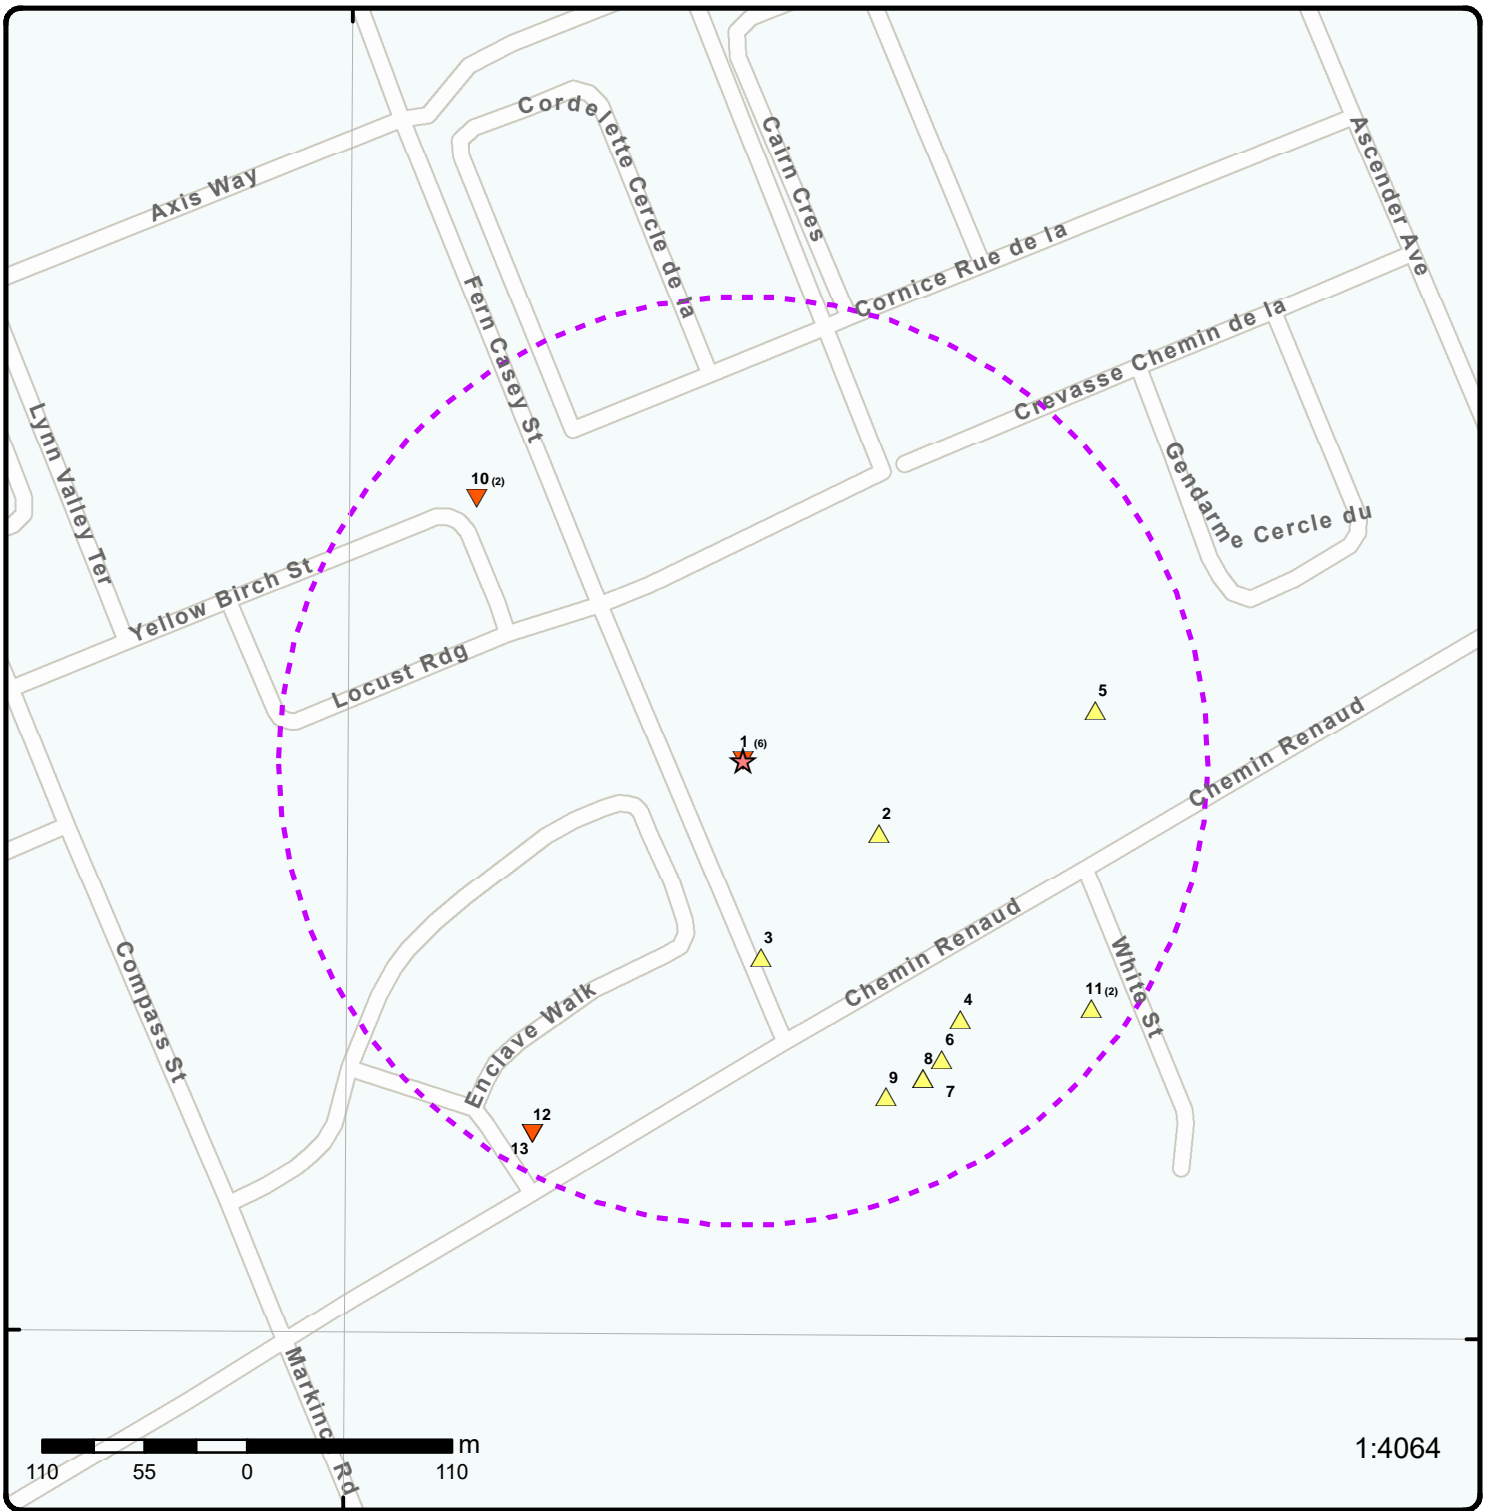 Axis Way
Cordelette Cercle de la
Cairn Cres
Ascender Ave
Cornice Rue de la
Fern Casey St
Crevasse Chemin de la
Lynn Valley Ter
Gendarme Cercle du
10 (2)
Yellow Birch St
Locust Rdg
5
Chemin Renaud
1 (6)
2
3
Chemin Renaud
White St
Compass St
Enclave Walk
4
11 (2)
6
8
7
9
12
13
Markinch Rd
110 55 0 110 m
1:4064